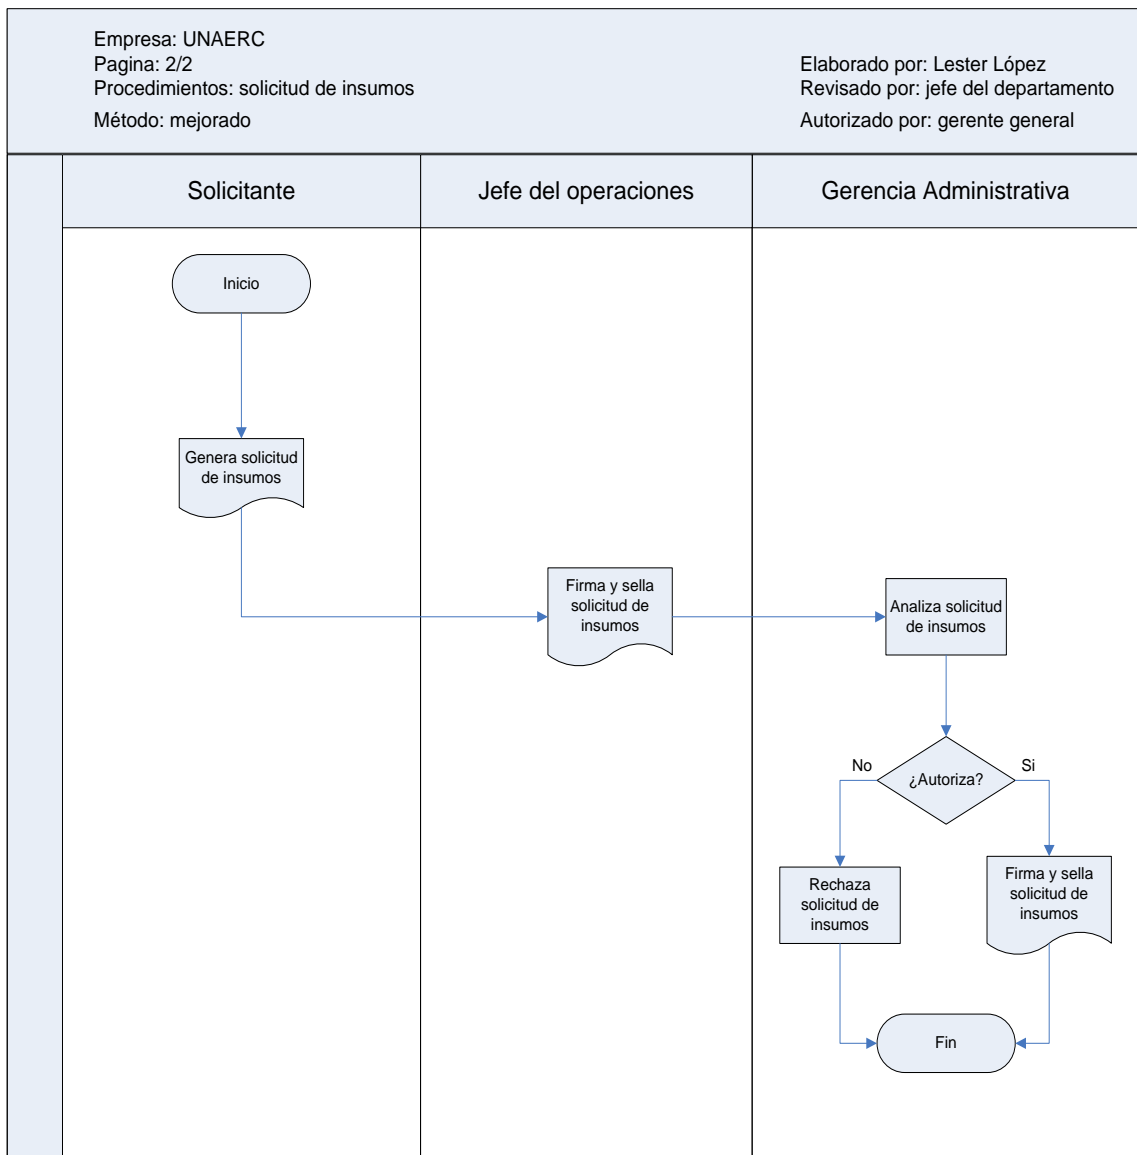 Empresa: UNAERC
Pagina: 2/2
Procedimientos: solicitud de insumos
Método: mejorado
Elaborado por: Lester López
Revisado por: jefe del departamento
Autorizado por: gerente general
Solicitante
Jefe del operaciones
Gerencia Administrativa
Inicio
Genera solicitud
de insumos
Firma y sella
solicitud de
insumos
Analiza solicitud
de insumos
¿Autoriza?
No
Si
Rechaza
solicitud de
insumos
Firma y sella
solicitud de
insumos
Fin